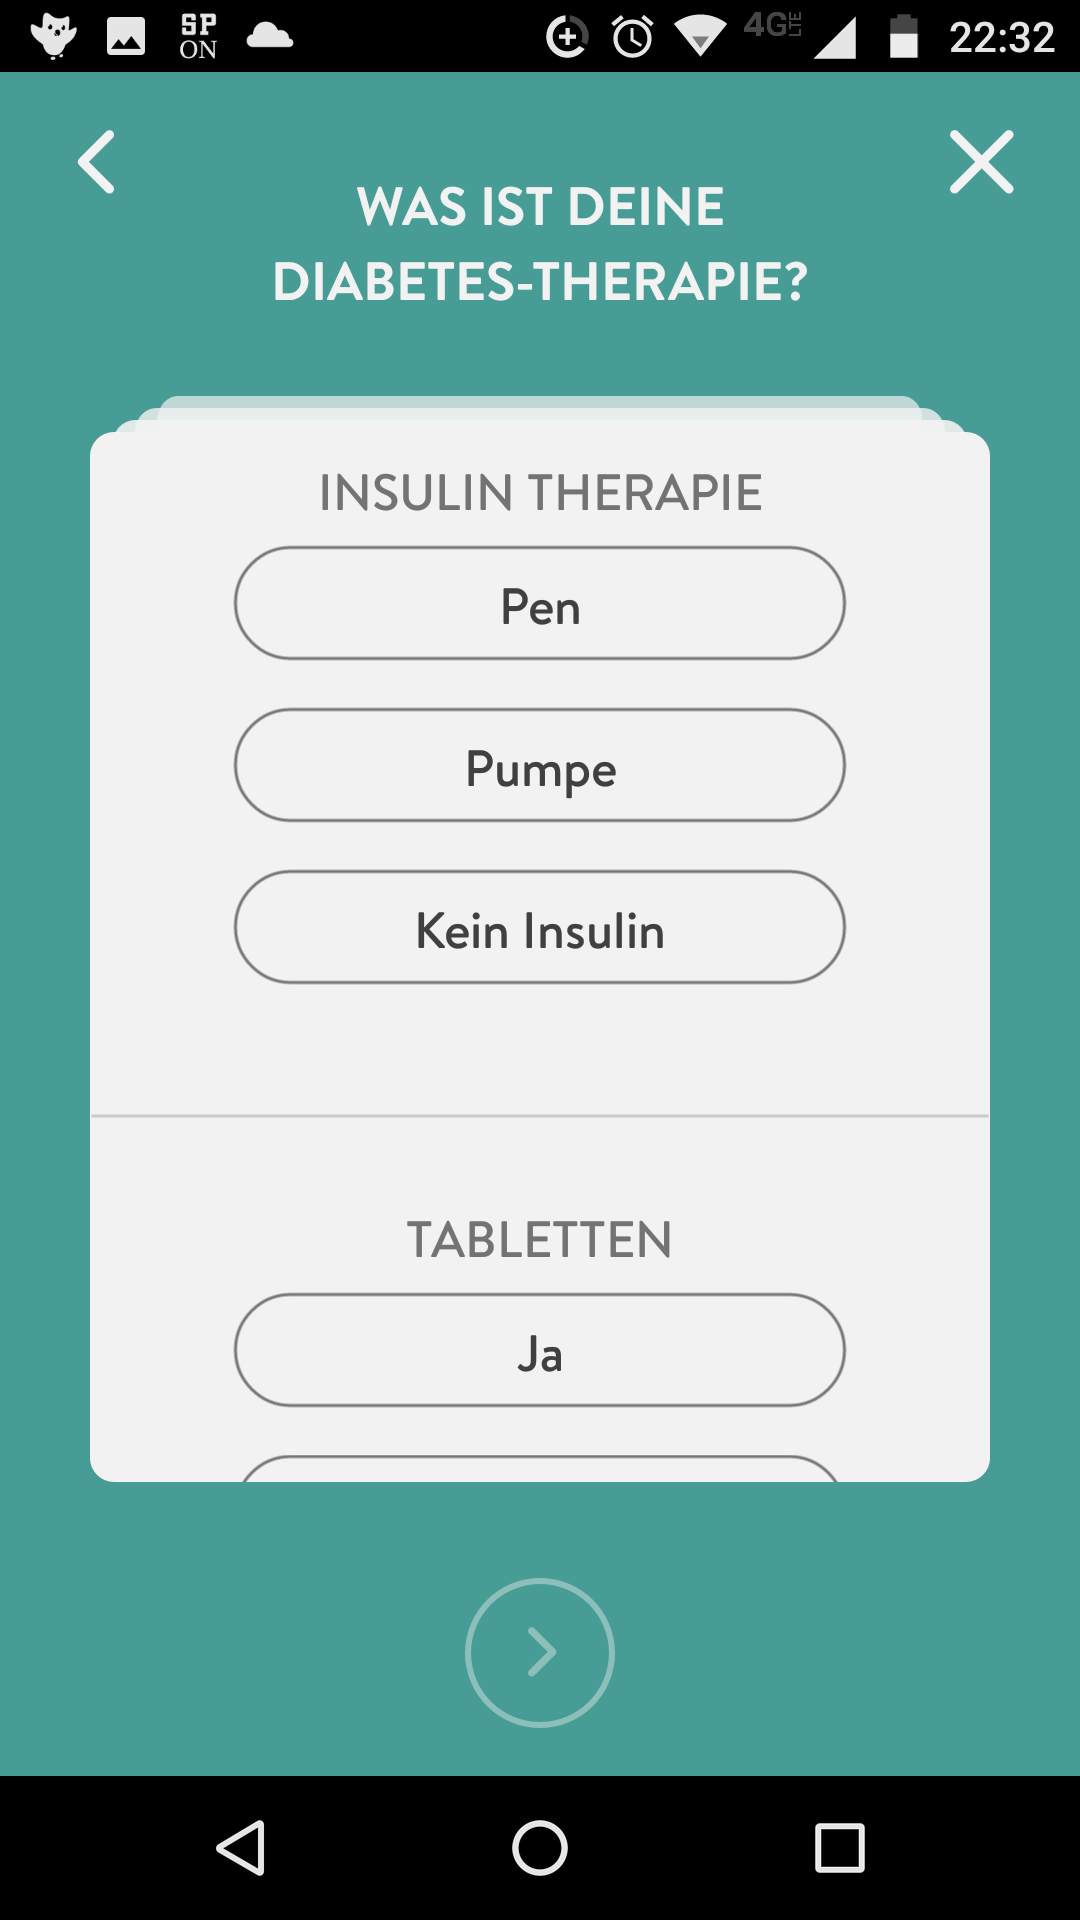 SP
ON
4G LTE
22:32
WAS IST DEINE
DIABETES-THERAPIE?
INSULIN THERAPIE
Pen
Pumpe
Kein Insulin
TABLETTEN
Ja